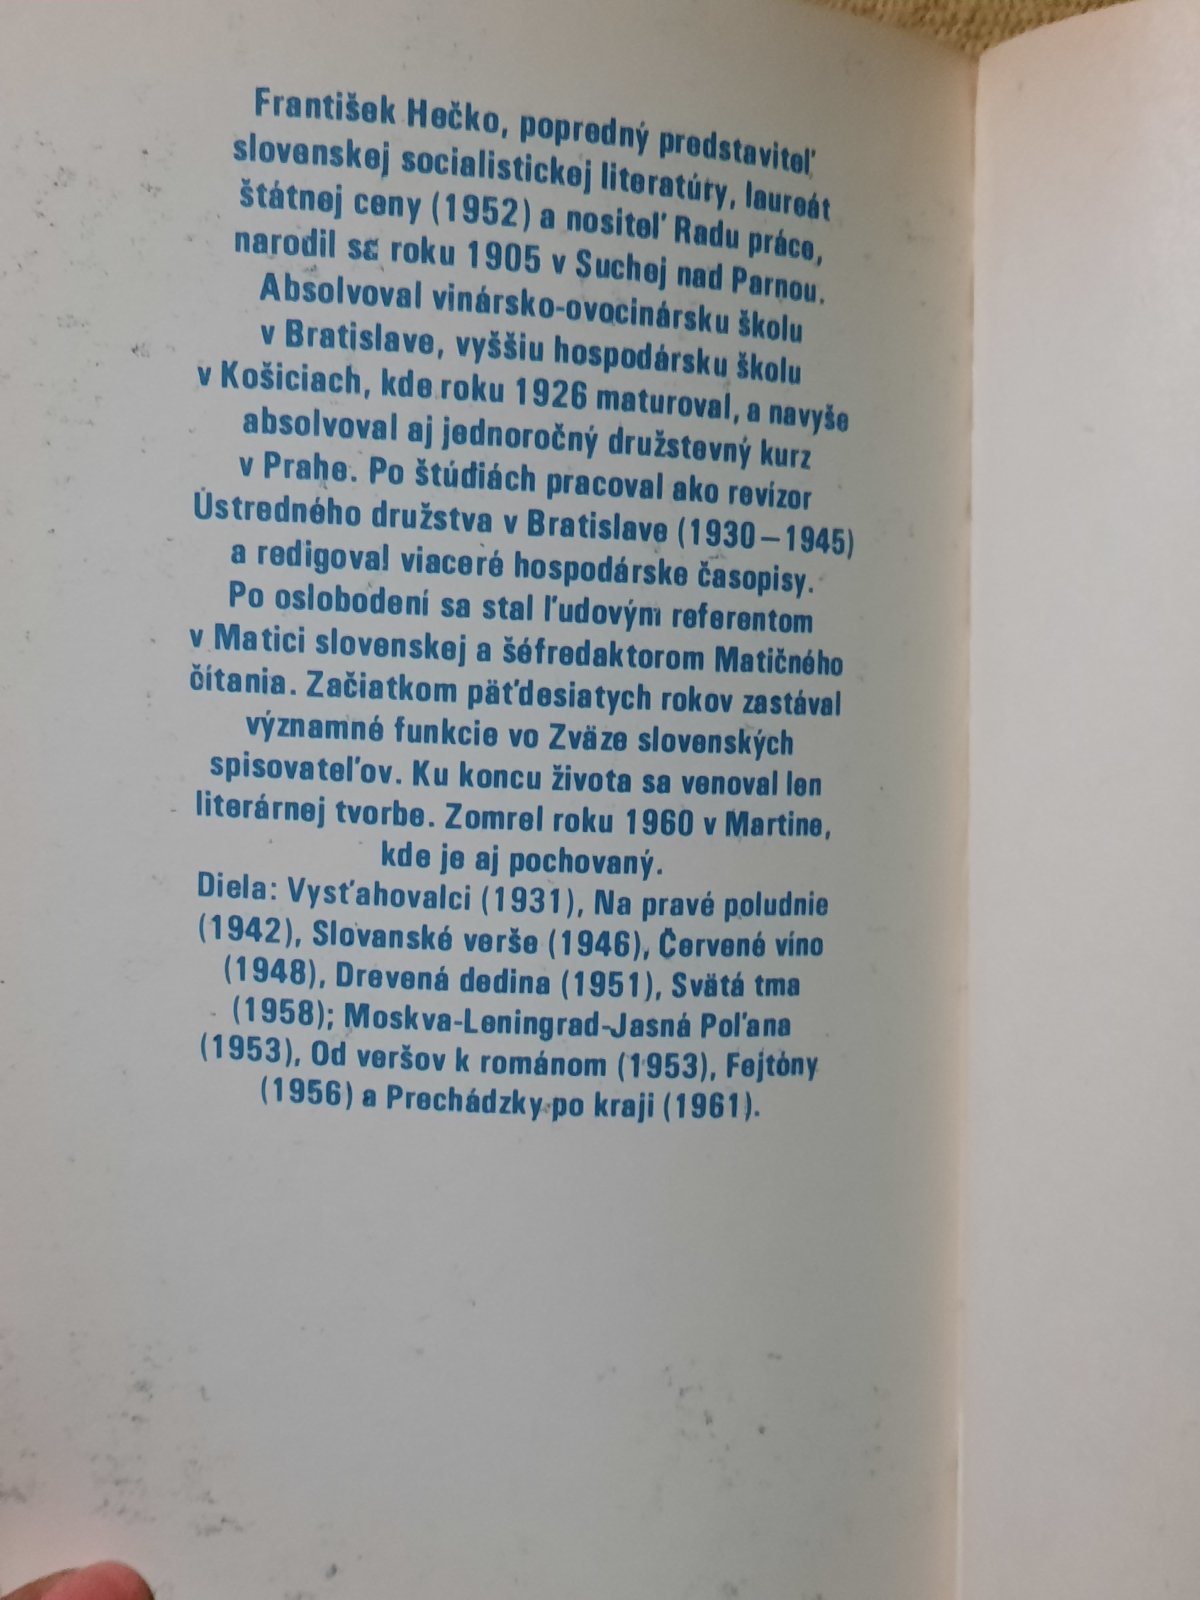 František Hečko, popredný predstaviteľ
slovenskej socialistickej literatúry, laureát
štátnej ceny (1952) a nositeľ Radu práce,
narodil sa roku 1905 v Suchej nad Parnou.
Absolvoval vinársko-ovocinársku školu
v Bratislave, vyššiu hospodársku školu
v Košiciach, kde roku 1926 maturoval, a navyše
absolvoval aj jednoročný družstevný kurz
v Prahe. Po štúdiách pracoval ako revízor
Ústredného družstva v Bratislave (1930–1945)
a redigoval viaceré hospodárske časopisy.
Po oslobodení sa stal ľudovým referentom
v Matici slovenskej a šéfredaktorom Matičného
čítania. Začiatkom päťdesiatych rokov zastával
významné funkcie vo Zväze slovenských
spisovateľov. Ku koncu života sa venoval len
literárnej tvorbe. Zomrel roku 1960 v Martine,
kde je aj pochovaný.
Diela: Vysťahovalci (1931), Na pravé poludnie
(1942), Slovanské verše (1946), Červené víno
(1948), Drevená dedina (1951), Svätá tma
(1958); Moskva-Leningrad-Jasná Poľana
(1953), Od veršov k románom (1953), Fejtóny
(1956) a Prechádzky po kraji (1961).